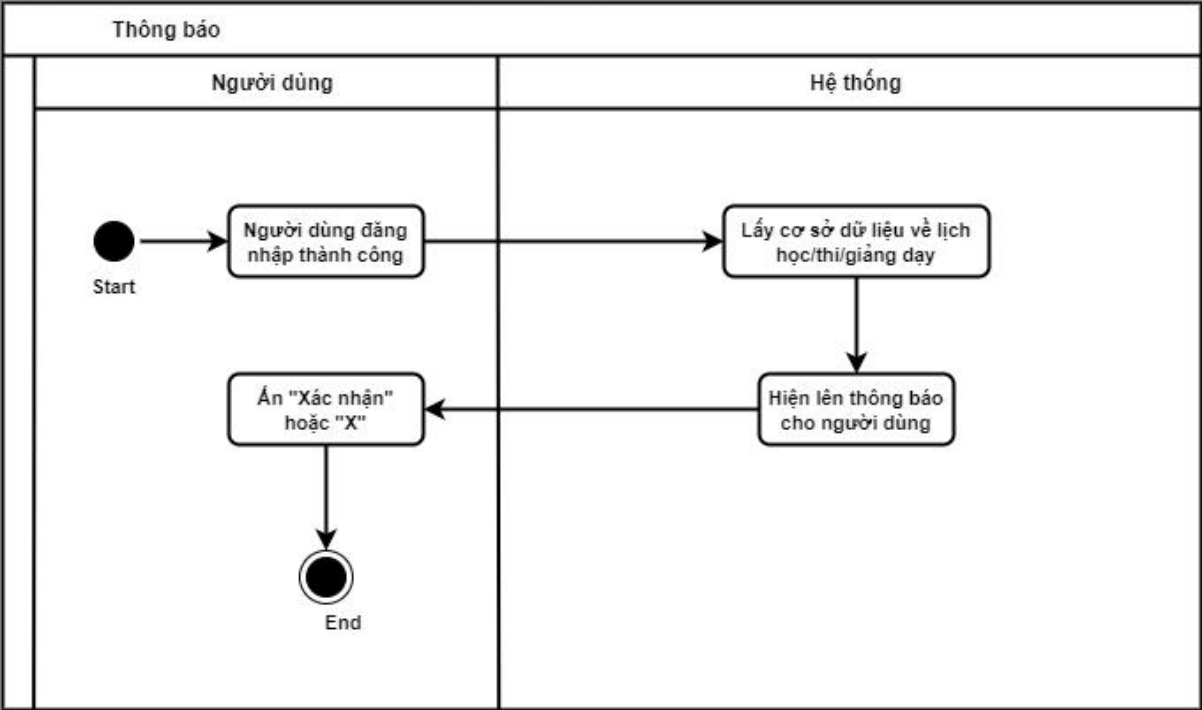 Thông báo
Người dùng
Hệ thống
Người dùng đăng
nhập thành công
Lấy cơ sở dữ liệu về lịch
học/thi/giảng dạy
Start
Ấn "Xác nhận"
hoặc "X"
Hiện lên thông báo
cho người dùng
End